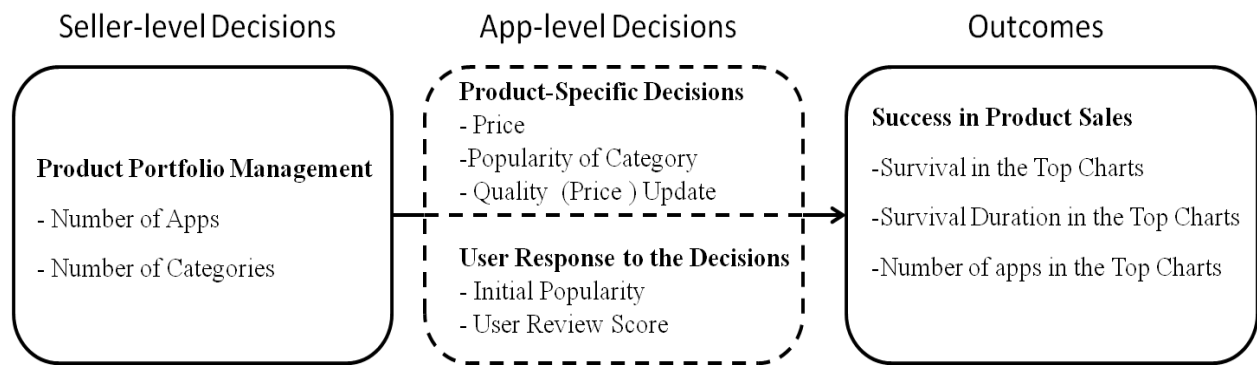 Seller-level Decisions
App-level Decisions
Outcomes
Product Portfolio Management
- Number of Apps
- Number of Categories
Product-Specific Decisions
- Price
-Popularity of Category
- Quality (Price ) Update
User Response to the Decisions
- Initial Popularity
- User Review Score
Success in Product Sales
-Survival in the Top Charts
-Survival Duration in the Top Charts
-Number of apps in the Top Charts